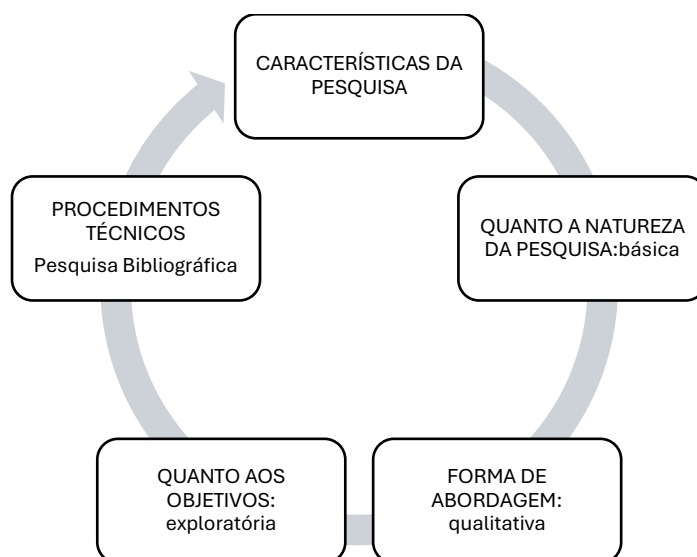 CARACTERÍSTICAS DA
PESQUISA
QUANTO A NATUREZA
DA PESQUISA:básica
FORMA DE
ABORDAGEM:
qualitativa
QUANTO AOS
OBJETIVOS:
exploratória
PROCEDIMENTOS
TÉCNICOS
Pesquisa Bibliográfica